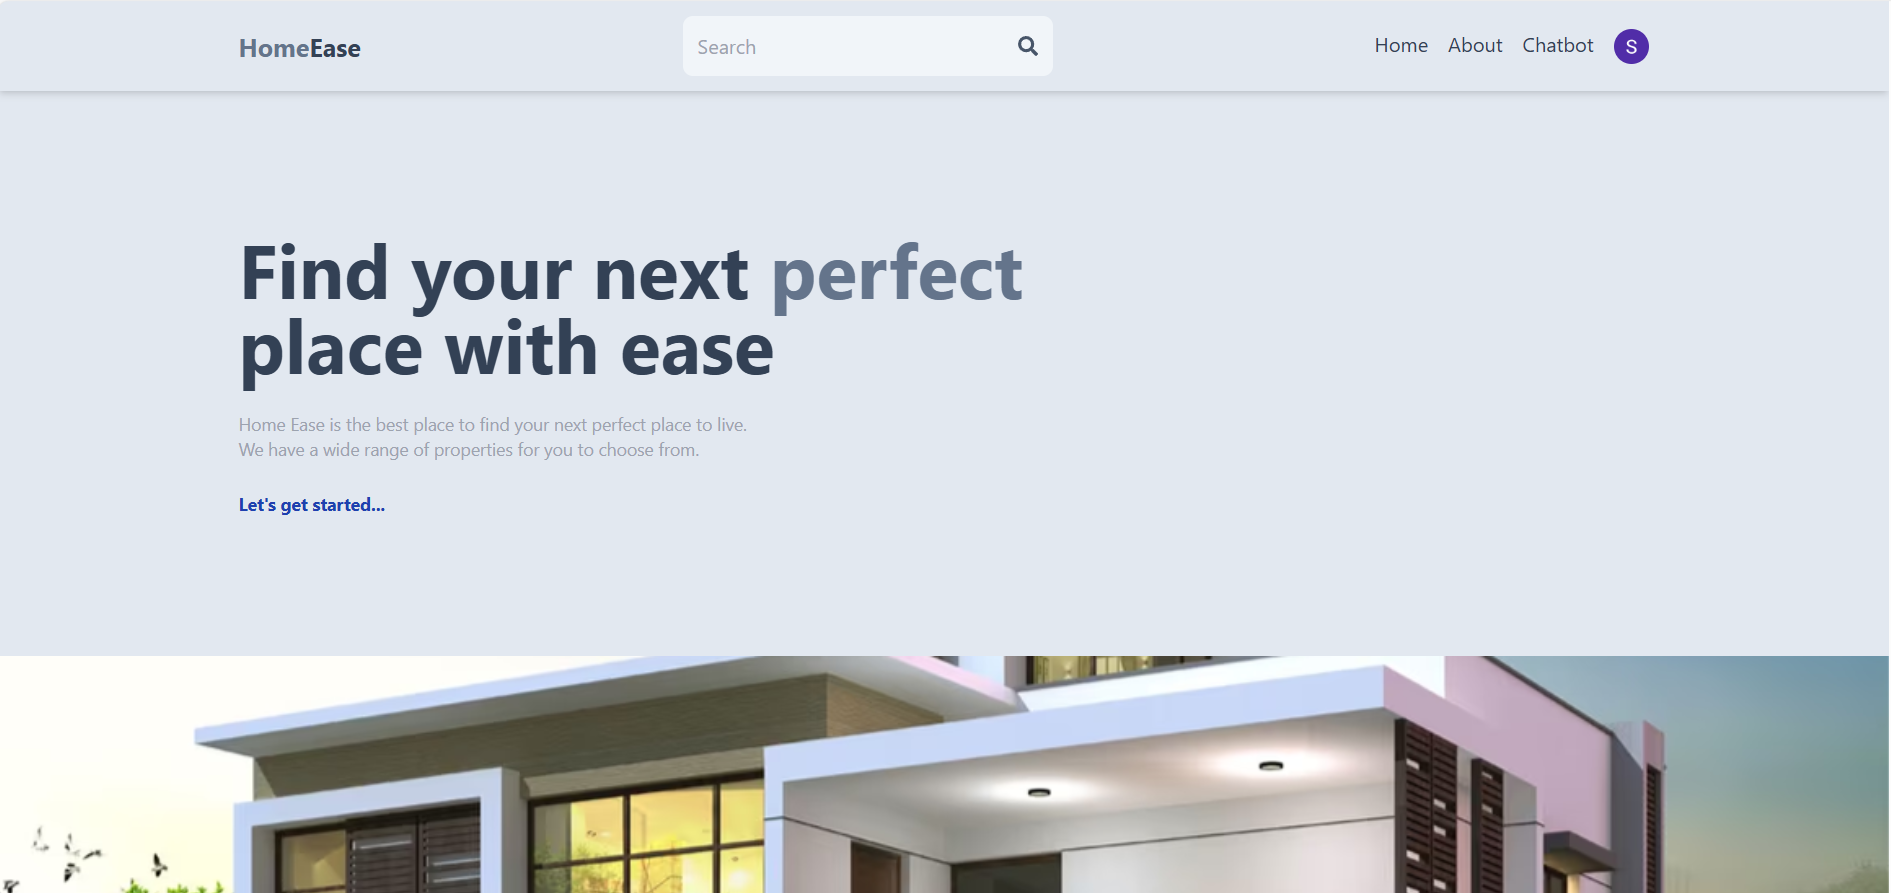 HomeEase
Search
Home About Chatbot S
Find your next perfect
place with ease
Home Ease is the best place to find your next perfect place to live.
We have a wide range of properties for you to choose from.
Let's get started...